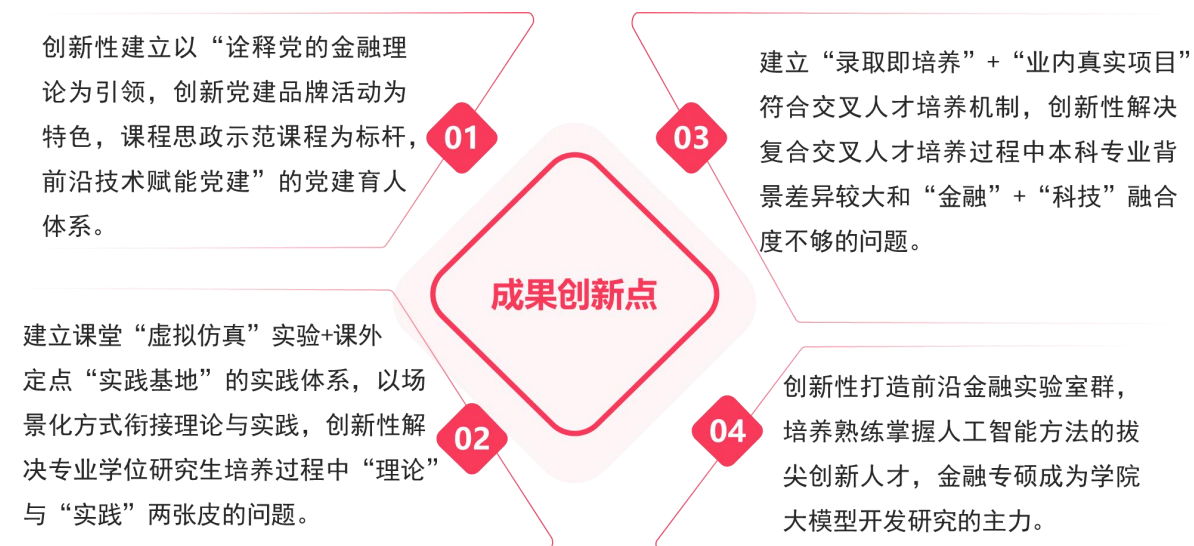 创新性建立以“诠释党的金融理
论为引领，创新党建品牌活动为
特色，课程思政示范课程为标杆，
前沿技术赋能党建”的党建育人
体系。
01
建立课堂“虚拟仿真”实验+课外
定点“实践基地”的实践体系，以场
景化方式衔接理论与实践，创新性解
决专业学位研究生培养过程中“理论”
与“实践”两张皮的问题。
02
成果创新点
03
建立“录取即培养”+“业内真实项目”
符合交叉人才培养机制，创新性解决
复合交叉人才培养过程中本科专业背
景差异较大和“金融”+“科技”融合
度不够的问题。
04
创新性打造前沿金融实验室群，
培养熟练掌握人工智能方法的拔
尖创新人才，金融专硕成为学院
大模型开发研究的主力。